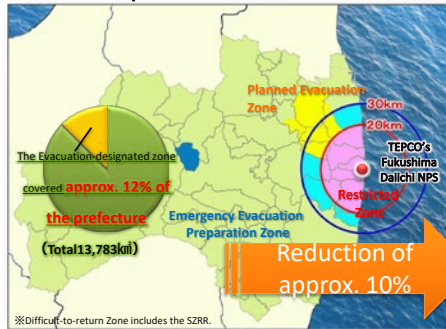 Planned Evacuation
Zone
30km
20km
TEPCO's
Fukushima
Daiichi NPS
The Evacuation-designated zone
covered approx. 12% of
the prefecture
(Total13,783㎢)
Restricted
Zone
Emergency Evacuation
Preparation Zone
Reduction of
approx. 10%
※Difficult-to-return Zone includes the SZRR.